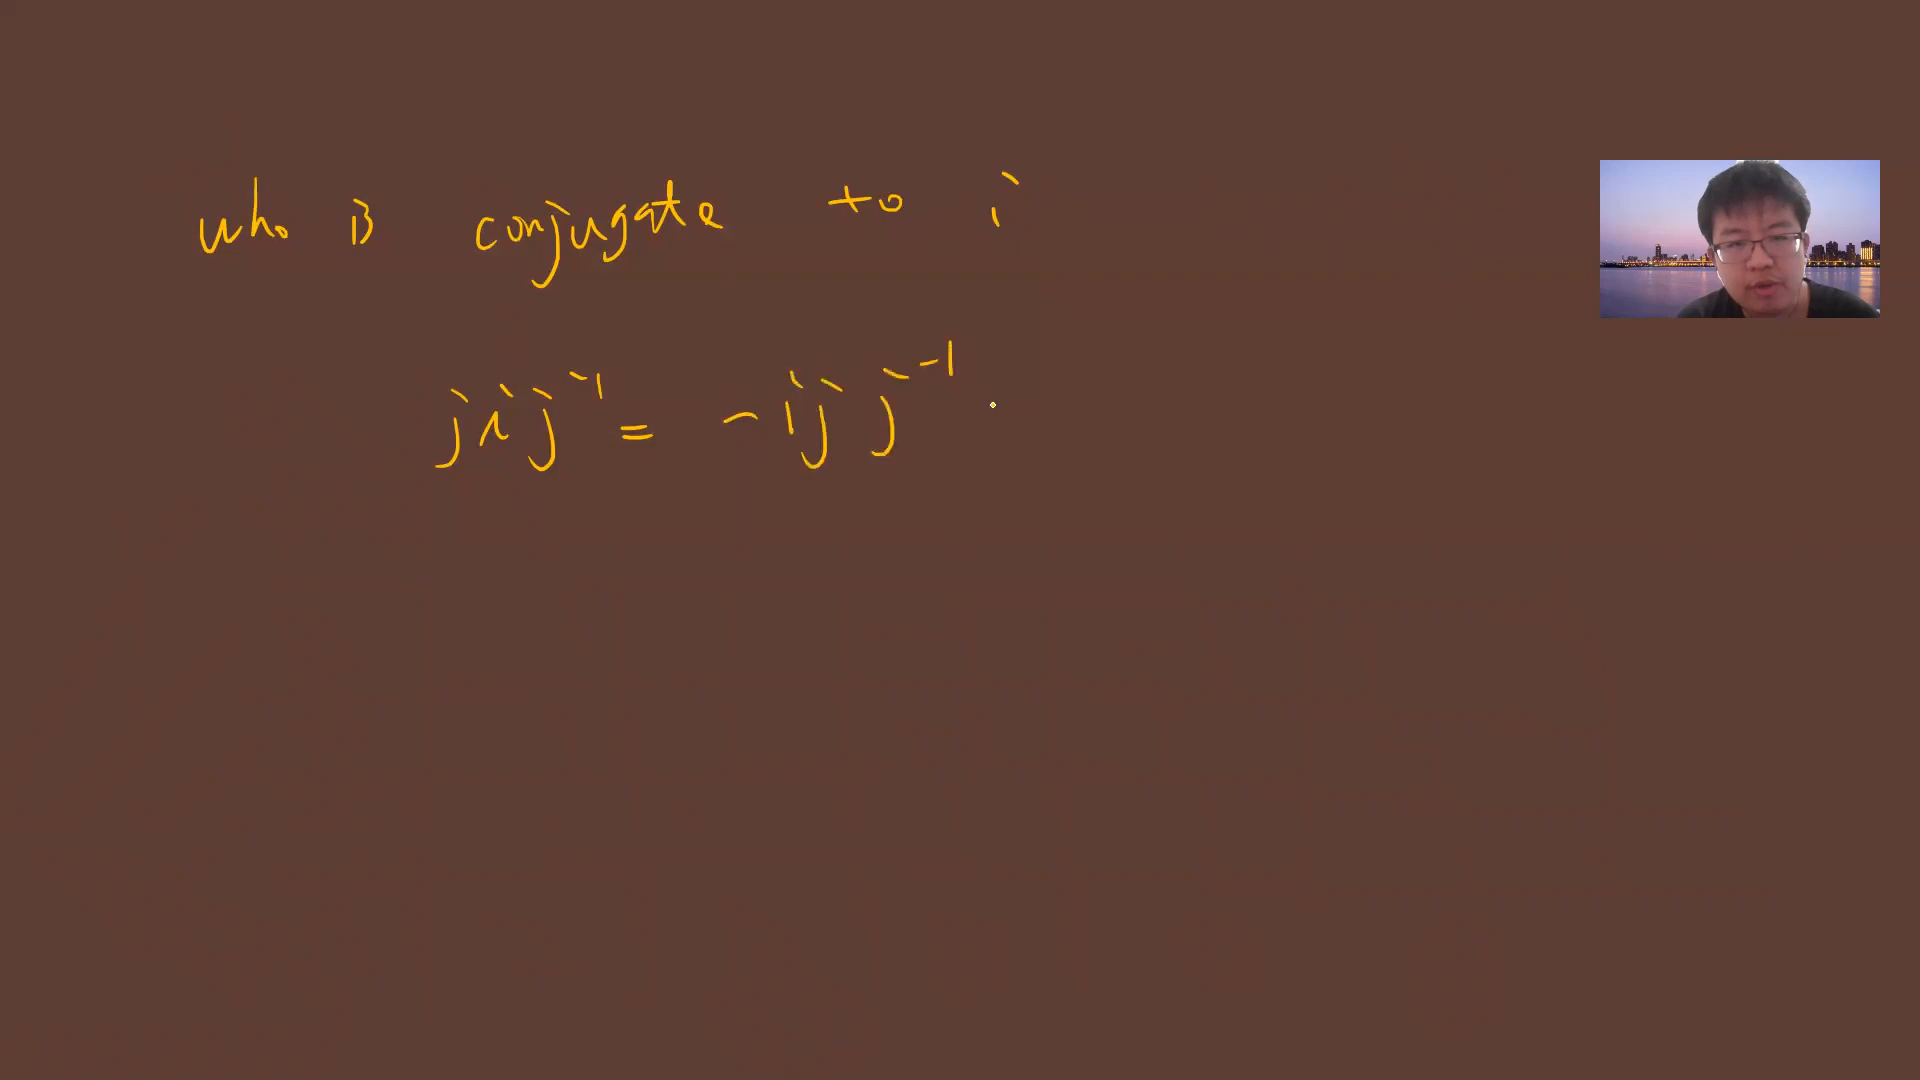 who is conjugate to i
j i j⁻¹ = - i j j⁻¹